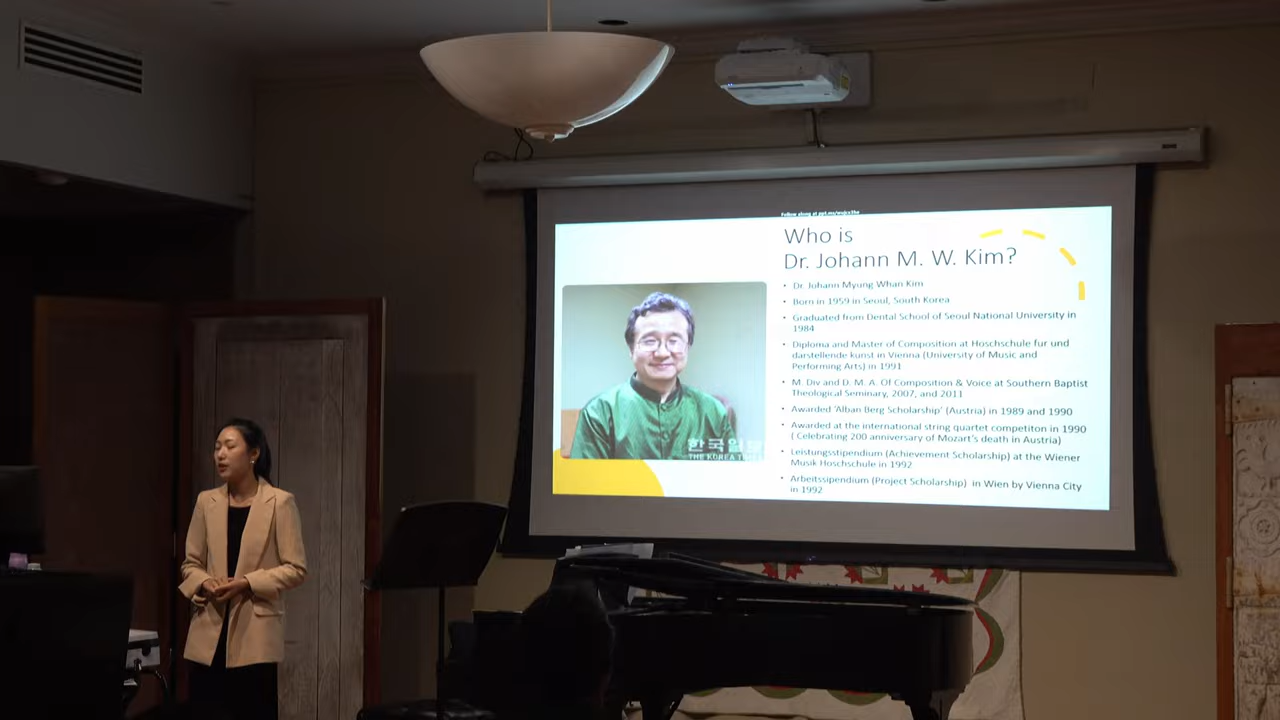 Who is
Dr. Johann M. W. Kim?
• Dr. Johann Myung Whan Kim
• Born in 1959 in Seoul, South Korea
• Graduated from Dental School of Seoul National University in
1984
• Diploma and Master of Composition at Hoschschule fur und
darstellende kunst in Vienna (University of Music and
Performing Arts) in 1991
• M. Div and D. M. A. Of Composition & Voice at Southern Baptist
Theological Seminary, 2007, and 2011
• Awarded 'Alban Berg Scholarship' (Austria) in 1989 and 1990
• Awarded at the international string quartet competiton in 1990
( Celebrating 200 anniversary of Mozart's death in Austria)
• Leistungsstipendium (Achievement Scholarship) at the Wiener
Musik Hoschschule in 1992
• Arbeitssipendium (Project Scholarship) in Wien by Vienna City
in 1992
한국일보
THE KOREA